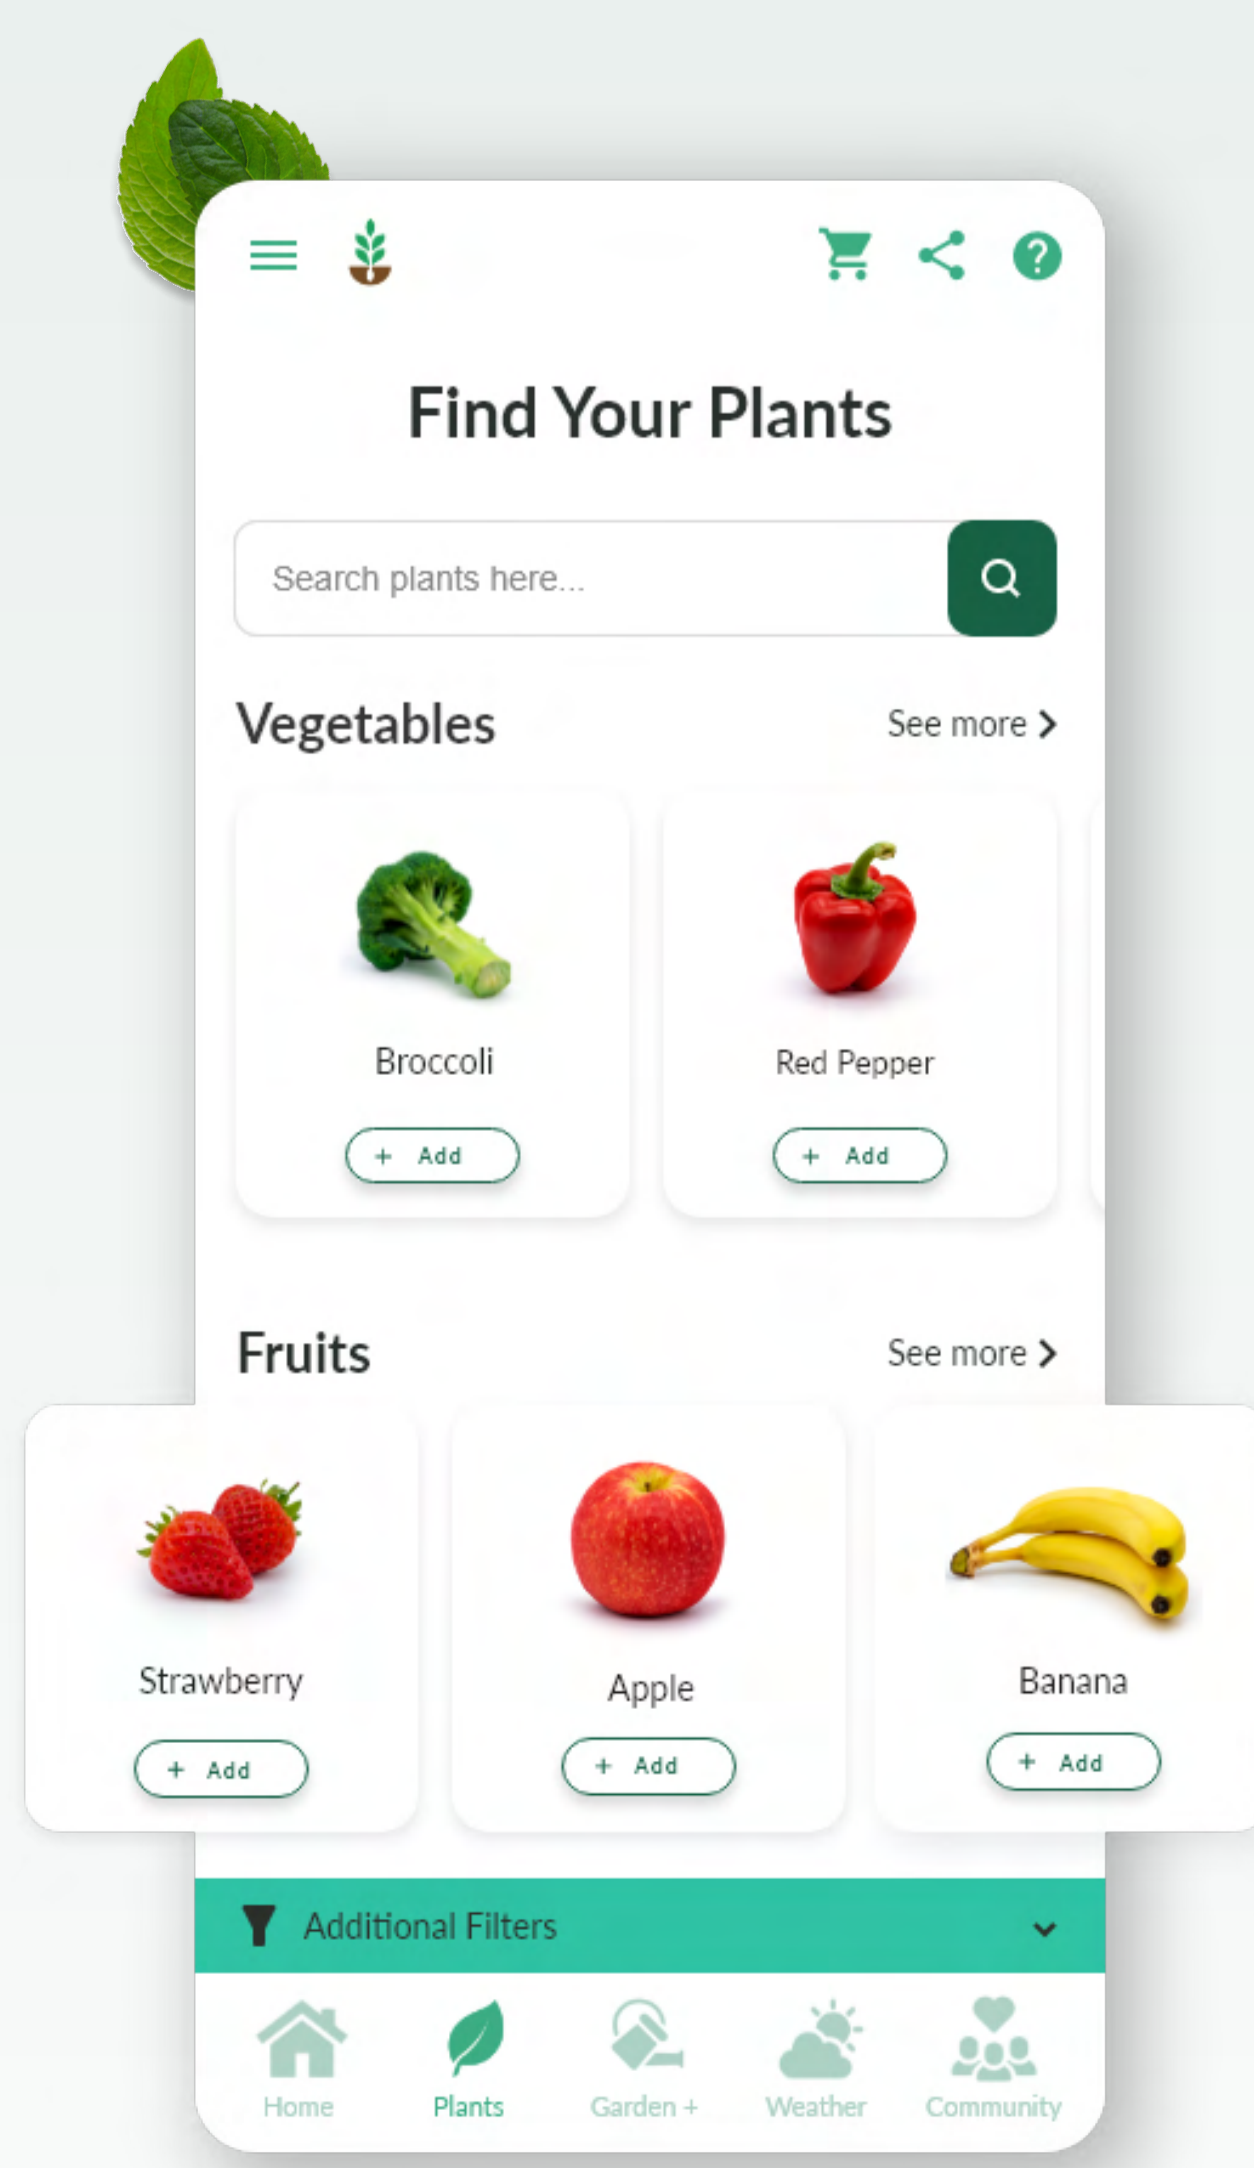 Find Your Plants
Search plants here...
Vegetables
See more
Broccoli
Red Pepper
+ Add
+ Add
Fruits
See more
Strawberry
Apple
Banana
+ Add
+ Add
+ Add
Additional Filters
Home
Plants
Garden +
Weather
Community